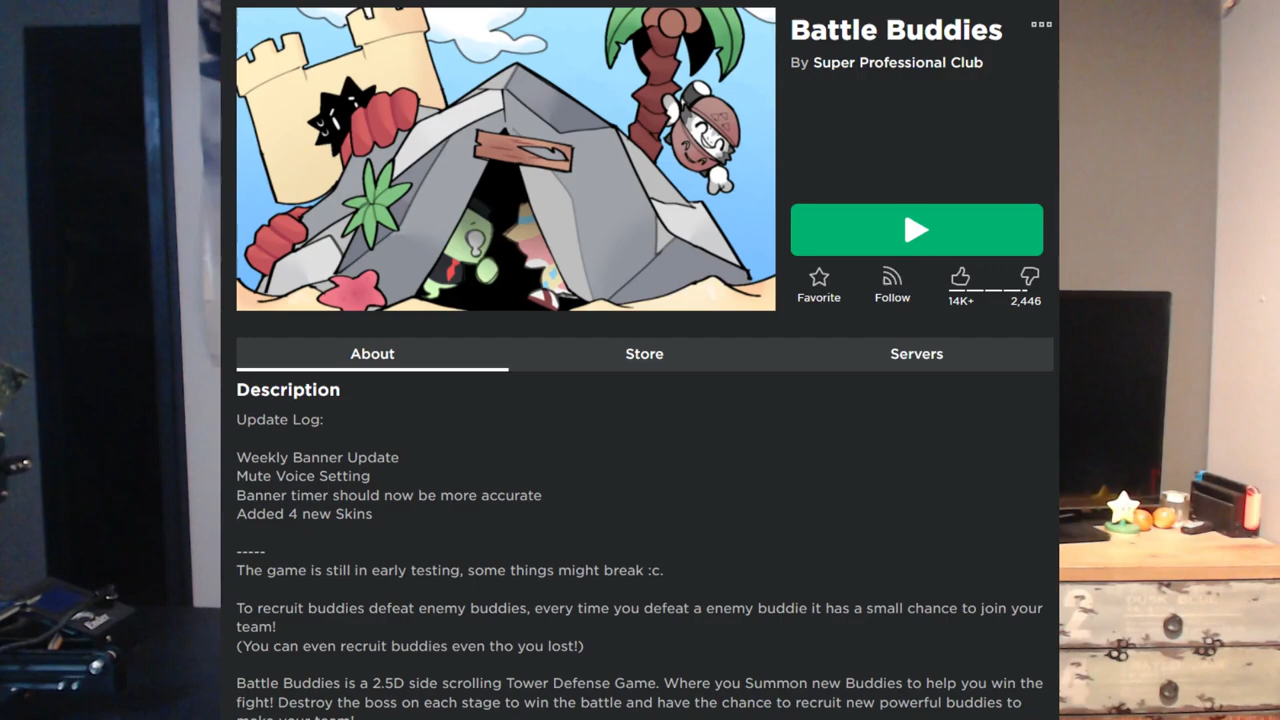 Battle Buddies
By Super Professional Club
Favorite
Follow
14K+
2,446
About
Store
Servers
Description
Update Log:
Weekly Banner Update
Mute Voice Setting
Banner timer should now be more accurate
Added 4 new Skins
-----
The game is still in early testing, some things might break :c.
To recruit buddies defeat enemy buddies, every time you defeat a enemy buddie it has a small chance to join your
team!
(You can even recruit buddies even tho you lost!)
Battle Buddies is a 2.5D side scrolling Tower Defense Game. Where you Summon new Buddies to help you win the
fight! Destroy the boss on each stage to win the battle and have the chance to recruit new powerful buddies to
make your team!